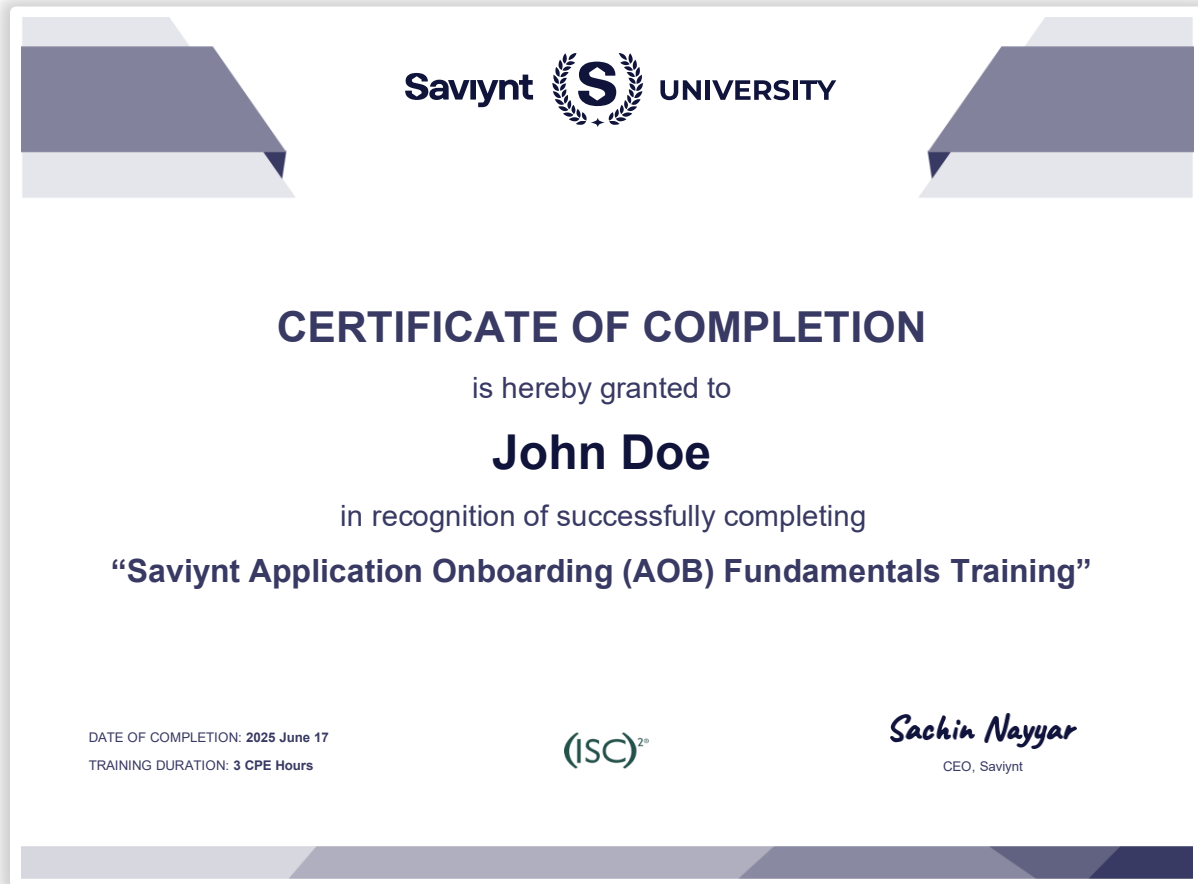 Saviynt S UNIVERSITY
CERTIFICATE OF COMPLETION
is hereby granted to
John Doe
in recognition of successfully completing
“Saviynt Application Onboarding (AOB) Fundamentals Training”
DATE OF COMPLETION: 2025 June 17
TRAINING DURATION: 3 CPE Hours
(ISC)²®
Sachin Nayyar
CEO, Saviynt